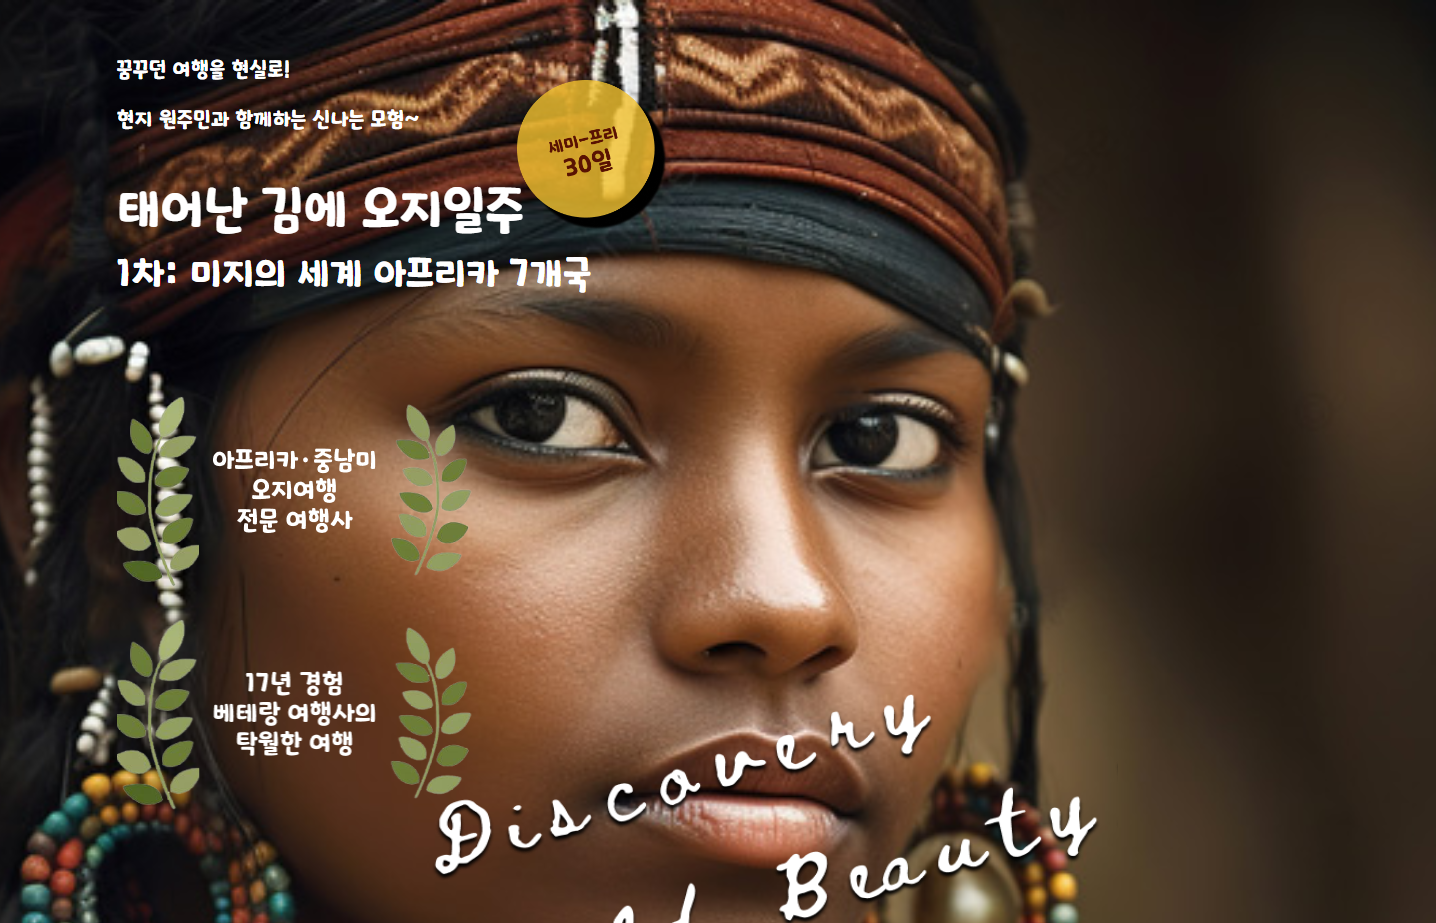 꿈꾸던 여행을 현실로!
현지 원주민과 함께하는 신나는 모험~
세미-프리
30일
태어난 김에 오지일주
1차: 미지의 세계 아프리카 7개국
아프리카·중남미
오지여행
전문 여행사
17년 경험
베테랑 여행사의
탁월한 여행
Discovery
Beauty